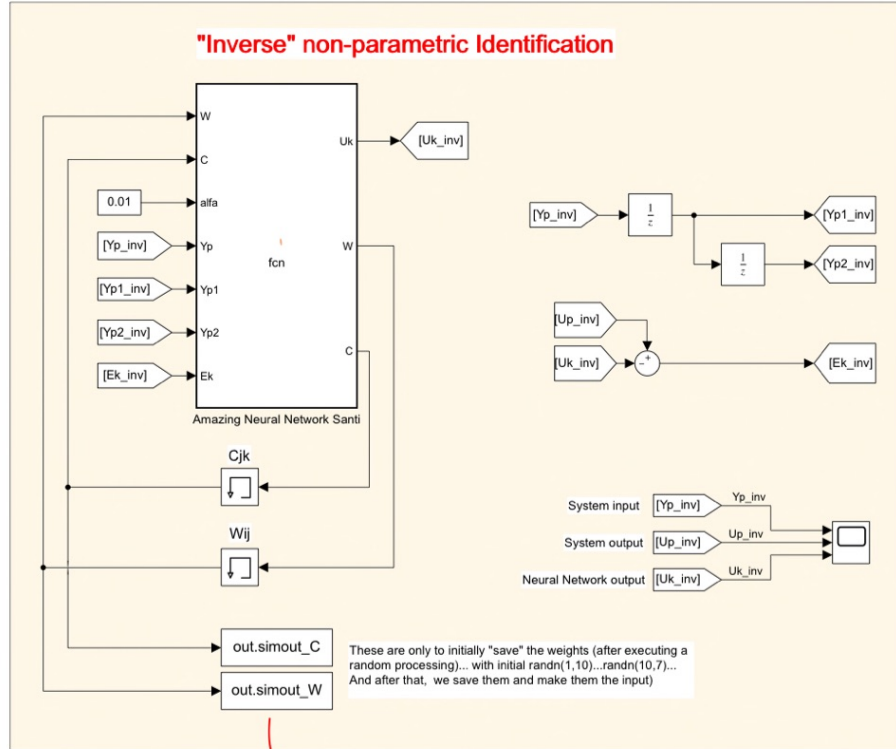 "Inverse" non-parametric Identification
W
C
0.01
alfa
[Yp_inv]
Yp
[Yp1_inv]
Yp1
[Yp2_inv]
Yp2
[Ek_inv]
Ek
fcn
Uk
W
C
[Uk_inv]
Amazing Neural Network Santi
[Yp_inv]
1
z
[Yp1_inv]
1
z
[Yp2_inv]
[Up_inv]
[Uk_inv]
+
-
[Ek_inv]
Cjk
Wij
System input
[Yp_inv]
Yp_inv
System output
[Up_inv]
Up_inv
Neural Network output
[Uk_inv]
Uk_inv
out.simout_C
out.simout_W
These are only to initially "save" the weights (after executing a
random processing)... with initial randn(1,10)...randn(10,7)...
And after that, we save them and make them the input)